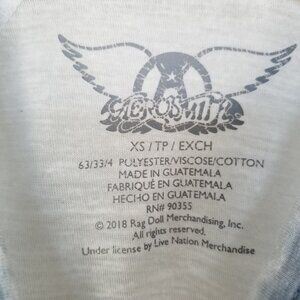 AEROSMITH
XS / TP / EXCH
63/33/4 POLYESTER/VISCOSE/COTTON
MADE IN GUATEMALA
FABRIQUÉ EN GUATEMALA
HECHO EN GUATEMALA
RN# 90355
© 2018 Rag Doll Merchandising, Inc.
All rights reserved.
Under license by Live Nation Merchandise